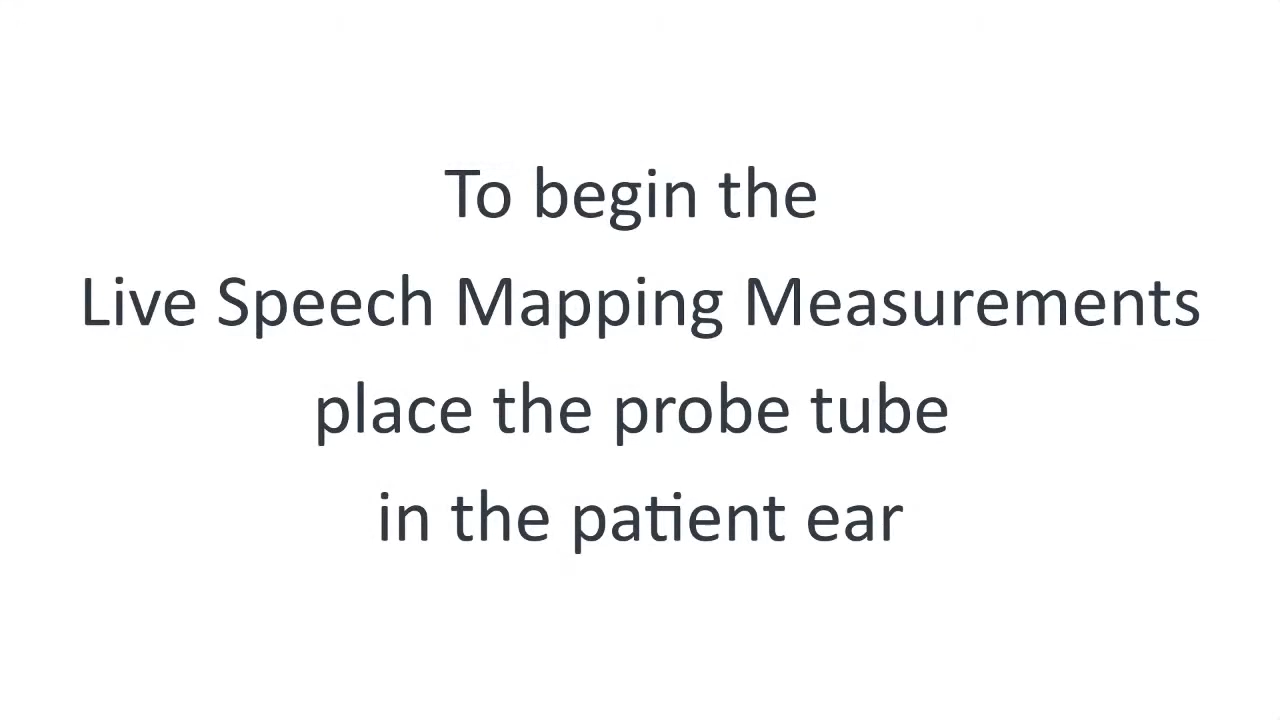 To begin the
Live Speech Mapping Measurements
place the probe tube
in the patient ear